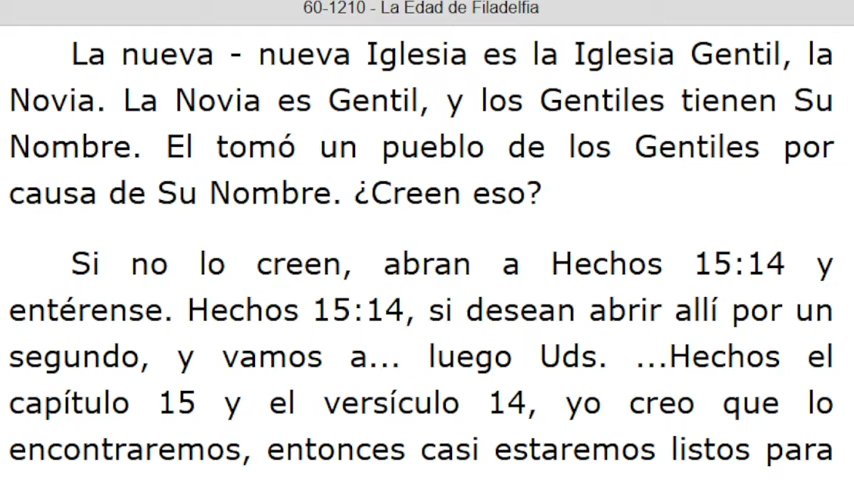 60-1210 - La Edad de Filadelfia
La nueva - nueva Iglesia es la Iglesia Gentil, la
Novia. La Novia es Gentil, y los Gentiles tienen Su
Nombre. El tomó un pueblo de los Gentiles por
causa de Su Nombre. ¿Creen eso?
Si no lo creen, abran a Hechos 15:14 y
entérense. Hechos 15:14, si desean abrir allí por un
segundo, y vamos a... luego Uds. ...Hechos el
capítulo 15 y el versículo 14, yo creo que lo
encontraremos, entonces casi estaremos listos para